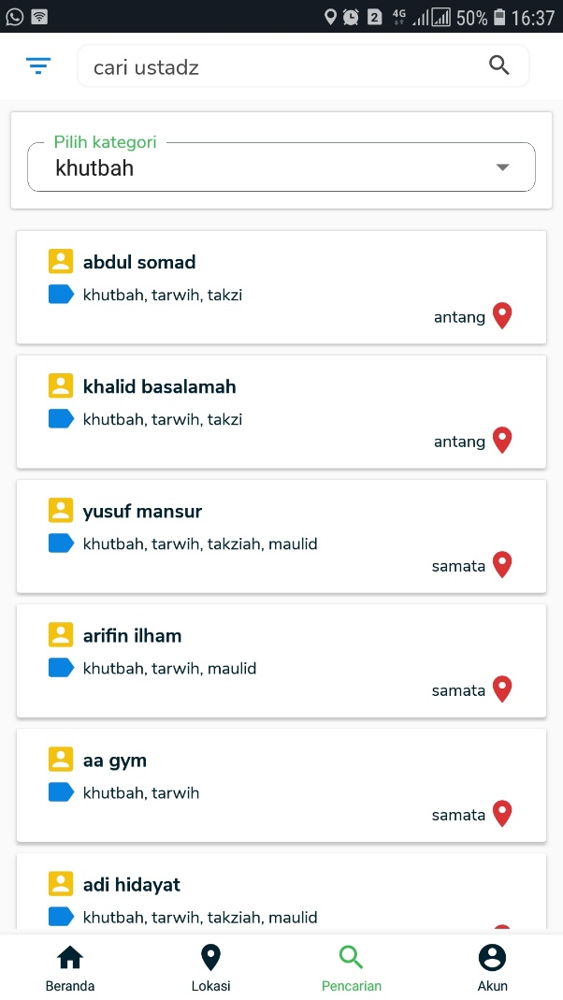 2 4G 50% 16:37
cari ustadz
Pilih kategori
khutbah
abdul somad
khutbah, tarwih, takzi
antang
khalid basalamah
khutbah, tarwih, takzi
antang
yusuf mansur
khutbah, tarwih, takziah, maulid
samata
arifin ilham
khutbah, tarwih, maulid
samata
aa gym
khutbah, tarwih
samata
adi hidayat
khutbah, tarwih, takziah, maulid
Beranda Lokasi Pencarian Akun